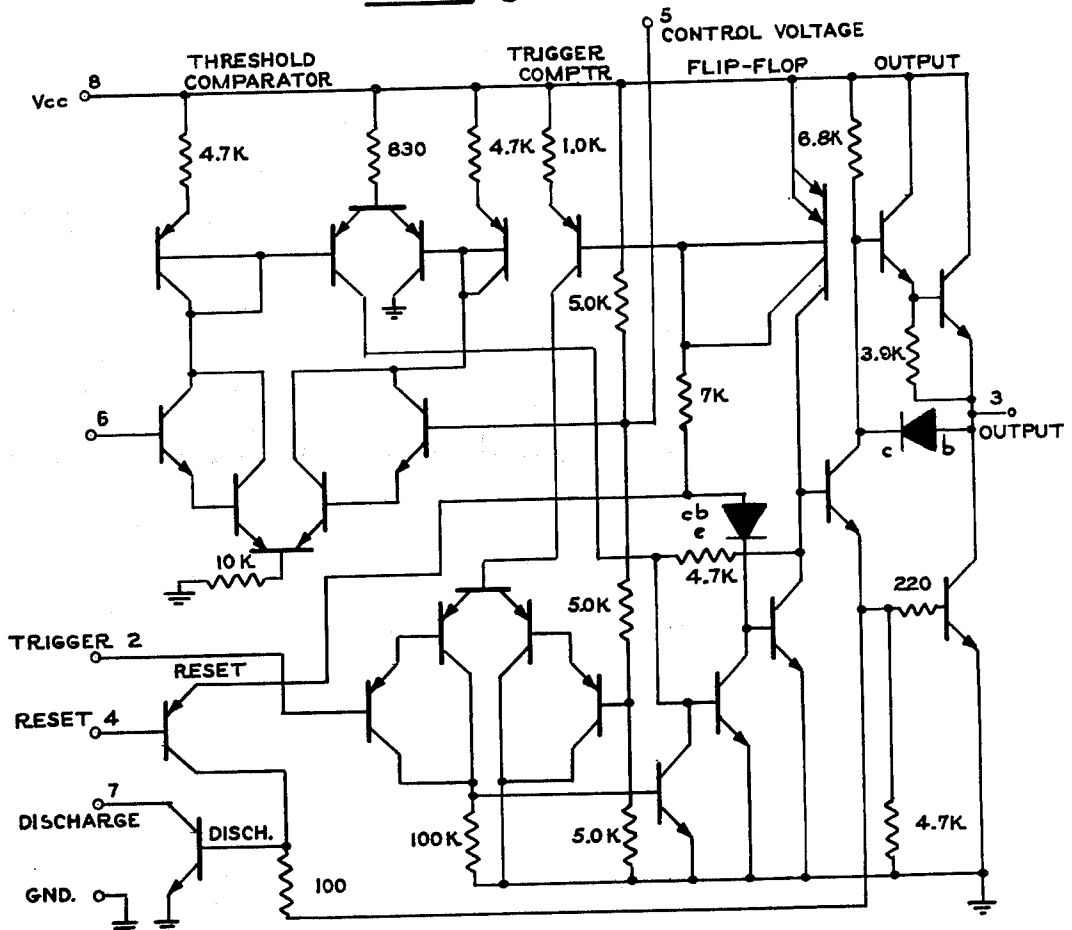 5
CONTROL VOLTAGE
THRESHOLD
COMPARATOR
TRIGGER
COMPTR
FLIP-FLOP
OUTPUT
Vcc 8
4.7K
830
4.7K
1.0K
6.8K
5.0K
3.9K
7K
6
3
OUTPUT
c
b
cb
e
10K
4.7K
220
5.0K
TRIGGER 2
RESET
RESET 4
7
DISCHARGE
DISCH.
100K
5.0K
4.7K
100
GND.